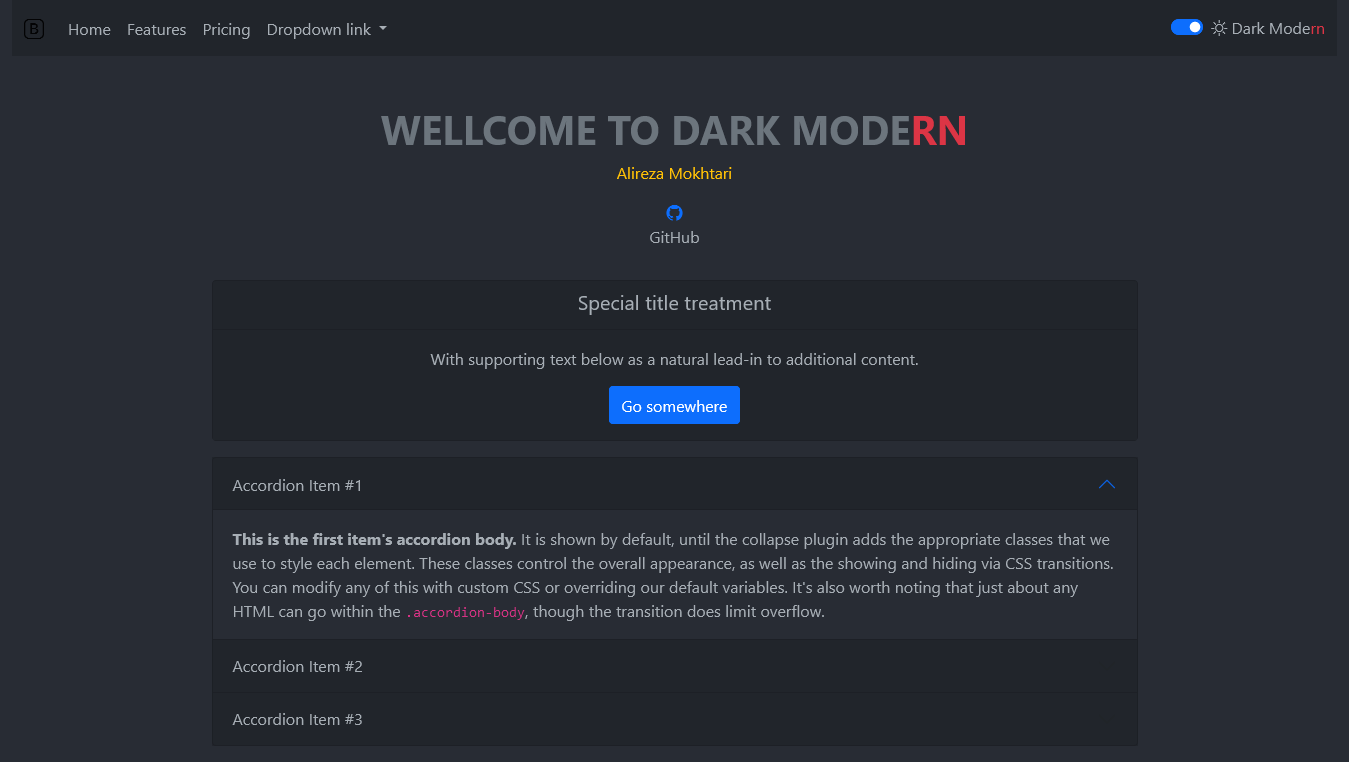 B
Home Features Pricing Dropdown link
Dark Modern
WELLCOME TO DARK MODERN
Alireza Mokhtari
GitHub
Special title treatment
With supporting text below as a natural lead-in to additional content.
Go somewhere
Accordion Item #1
This is the first item's accordion body. It is shown by default, until the collapse plugin adds the appropriate classes that we
use to style each element. These classes control the overall appearance, as well as the showing and hiding via CSS transitions.
You can modify any of this with custom CSS or overriding our default variables. It's also worth noting that just about any
HTML can go within the .accordion-body, though the transition does limit overflow.
Accordion Item #2
Accordion Item #3